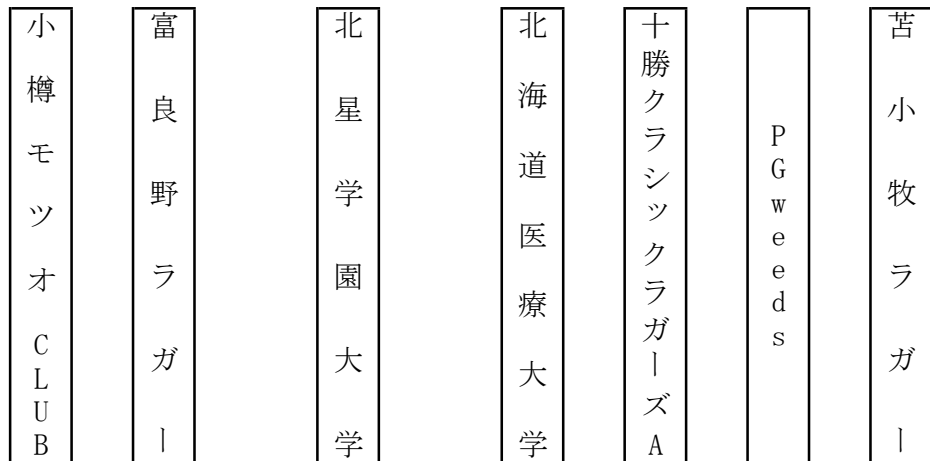 小樽モツオCLUB
富良野ラガー
北星学園大学
北海道医療大学
十勝クラシックラガーズA
PGweeds
苫小牧ラガー